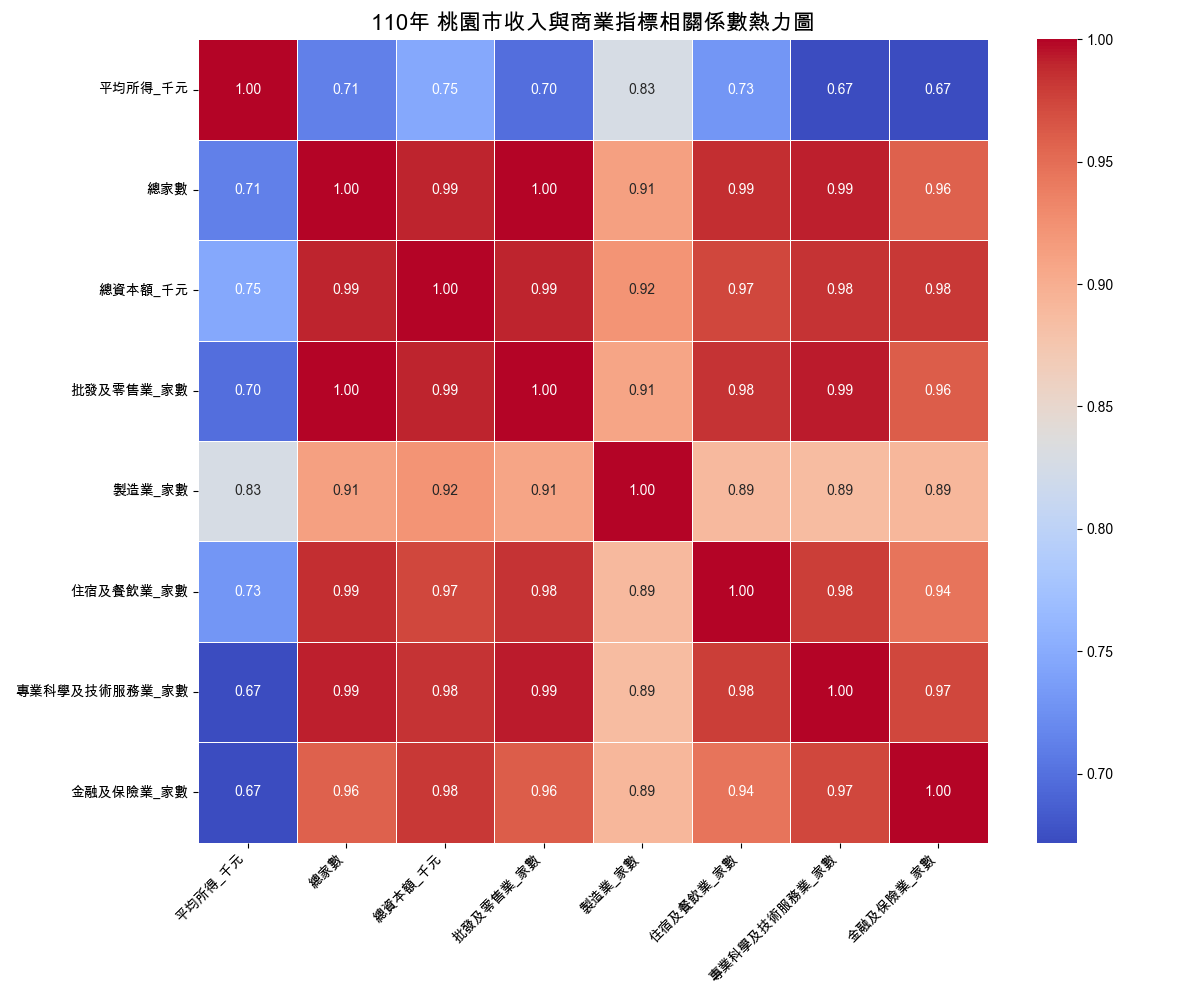 110年 桃園市收入與商業指標相關係數熱力圖
平均所得_千元 1.00 0.71 0.75 0.70 0.83 0.73 0.67 0.67
總家數 0.71 1.00 0.99 1.00 0.91 0.99 0.99 0.96
總資本額_千元 0.75 0.99 1.00 0.99 0.92 0.97 0.98 0.98
批發及零售業_家數 0.70 1.00 0.99 1.00 0.91 0.98 0.99 0.96
製造業_家數 0.83 0.91 0.92 0.91 1.00 0.89 0.89 0.89
住宿及餐飲業_家數 0.73 0.99 0.97 0.98 0.89 1.00 0.98 0.94
專業科學及技術服務業_家數 0.67 0.99 0.98 0.99 0.89 0.98 1.00 0.97
金融及保險業_家數 0.67 0.96 0.98 0.96 0.89 0.94 0.97 1.00
平均所得_千元
總家數
總資本額_千元
批發及零售業_家數
製造業_家數
住宿及餐飲業_家數
專業科學及技術服務業_家數
金融及保險業_家數
1.00
0.95
0.90
0.85
0.80
0.75
0.70